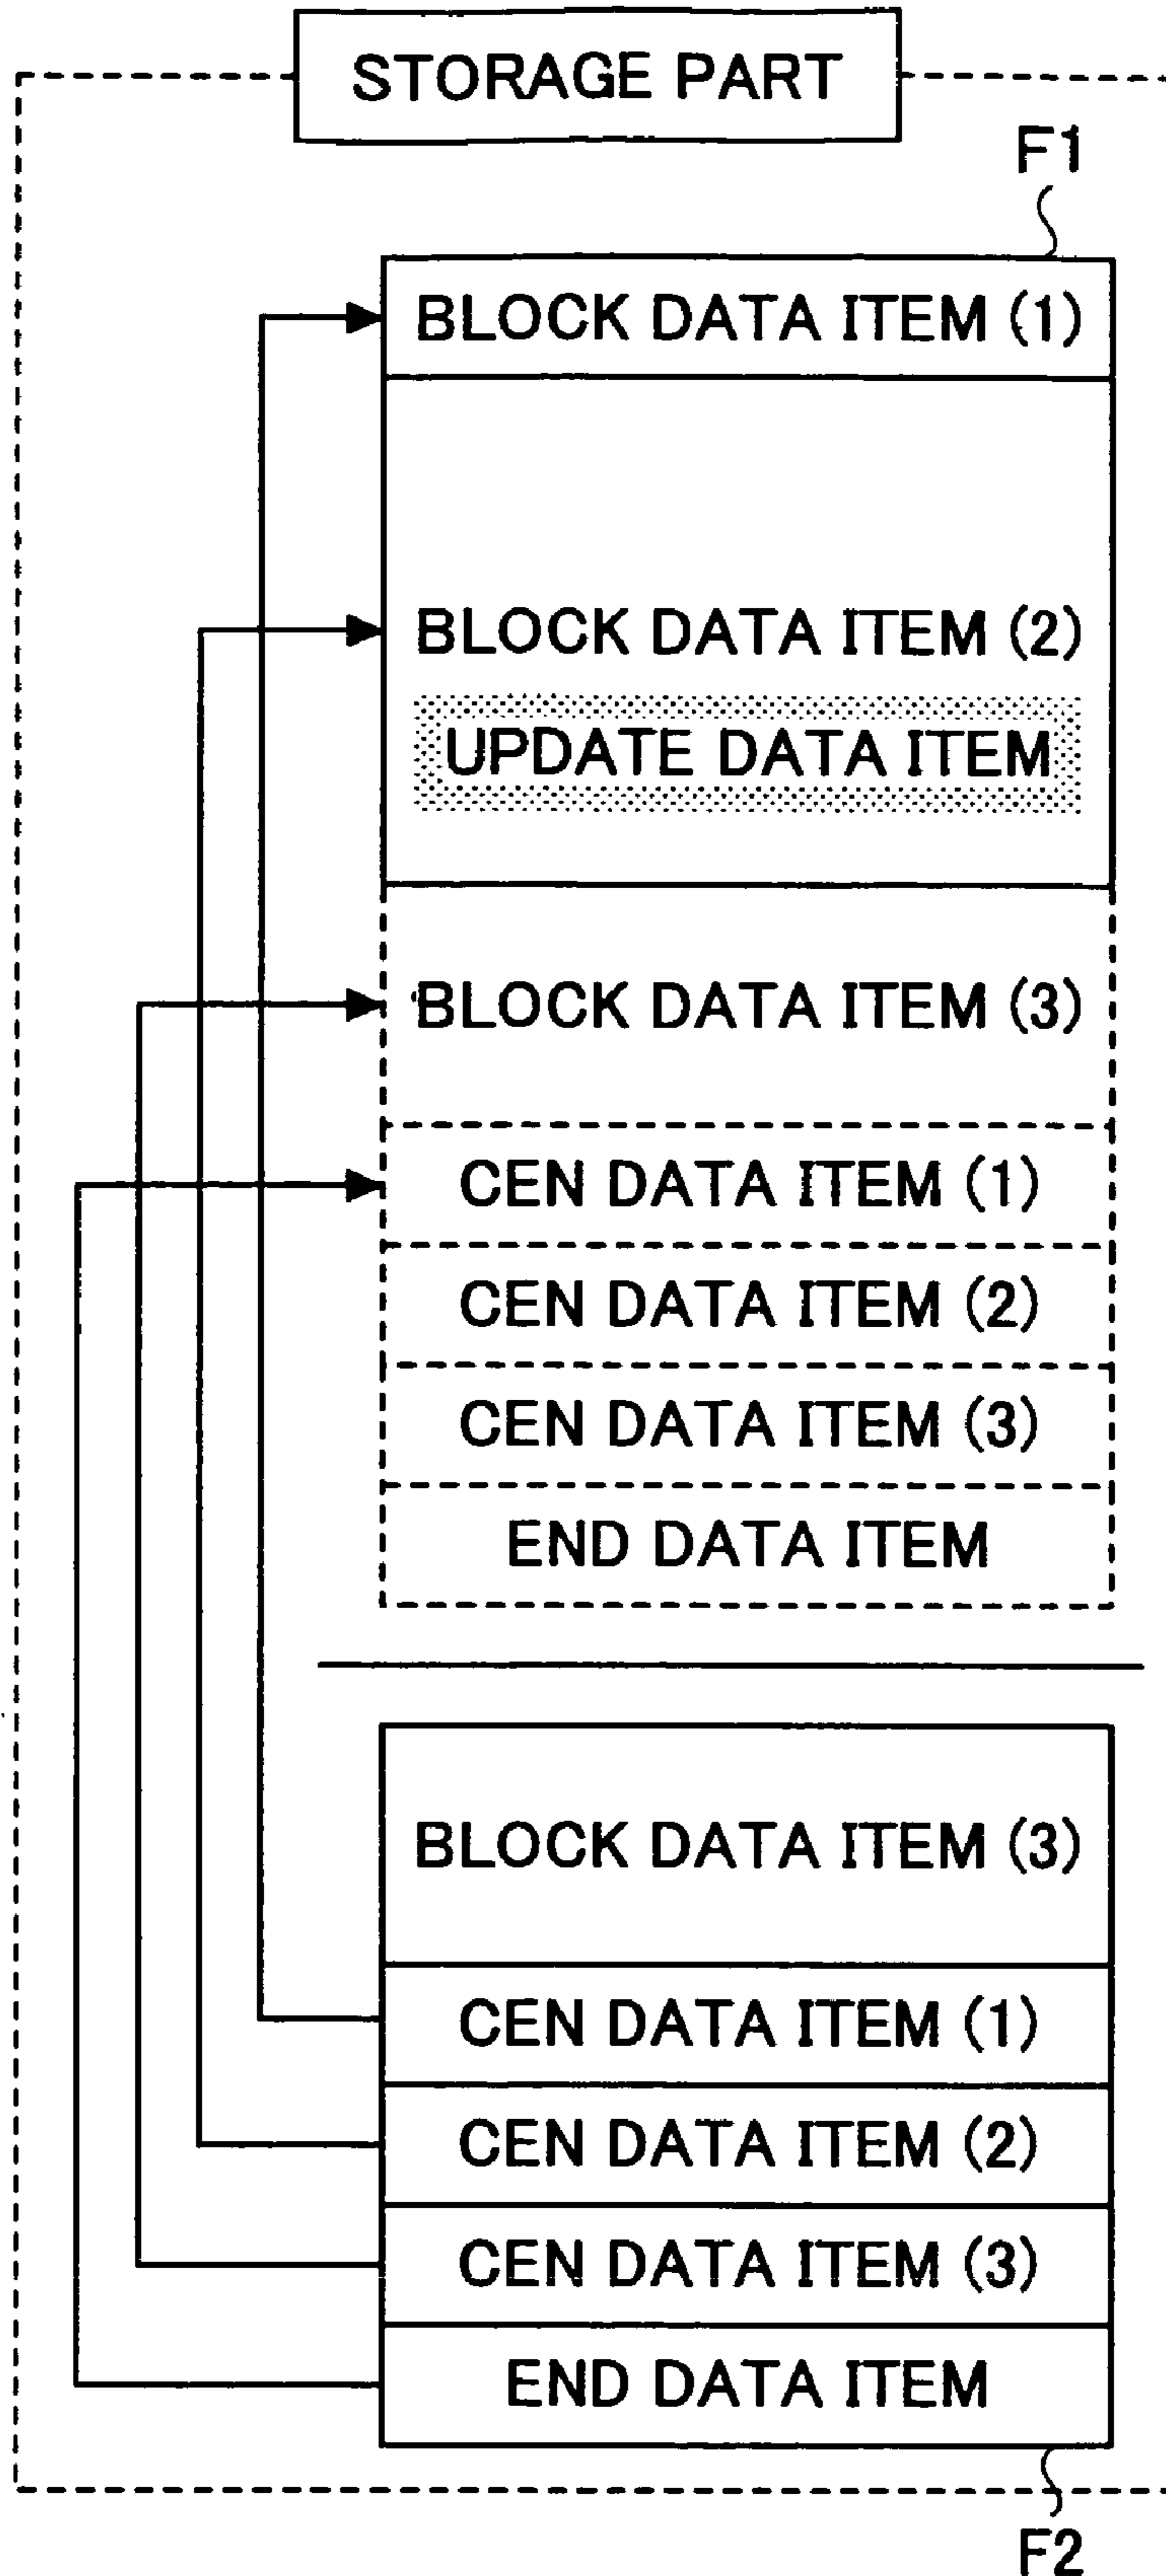 STORAGE PART
F1
BLOCK DATA ITEM (1)
BLOCK DATA ITEM (2)
UPDATE DATA ITEM
BLOCK DATA ITEM (3)
CEN DATA ITEM (1)
CEN DATA ITEM (2)
CEN DATA ITEM (3)
END DATA ITEM
BLOCK DATA ITEM (3)
CEN DATA ITEM (1)
CEN DATA ITEM (2)
CEN DATA ITEM (3)
END DATA ITEM
F2